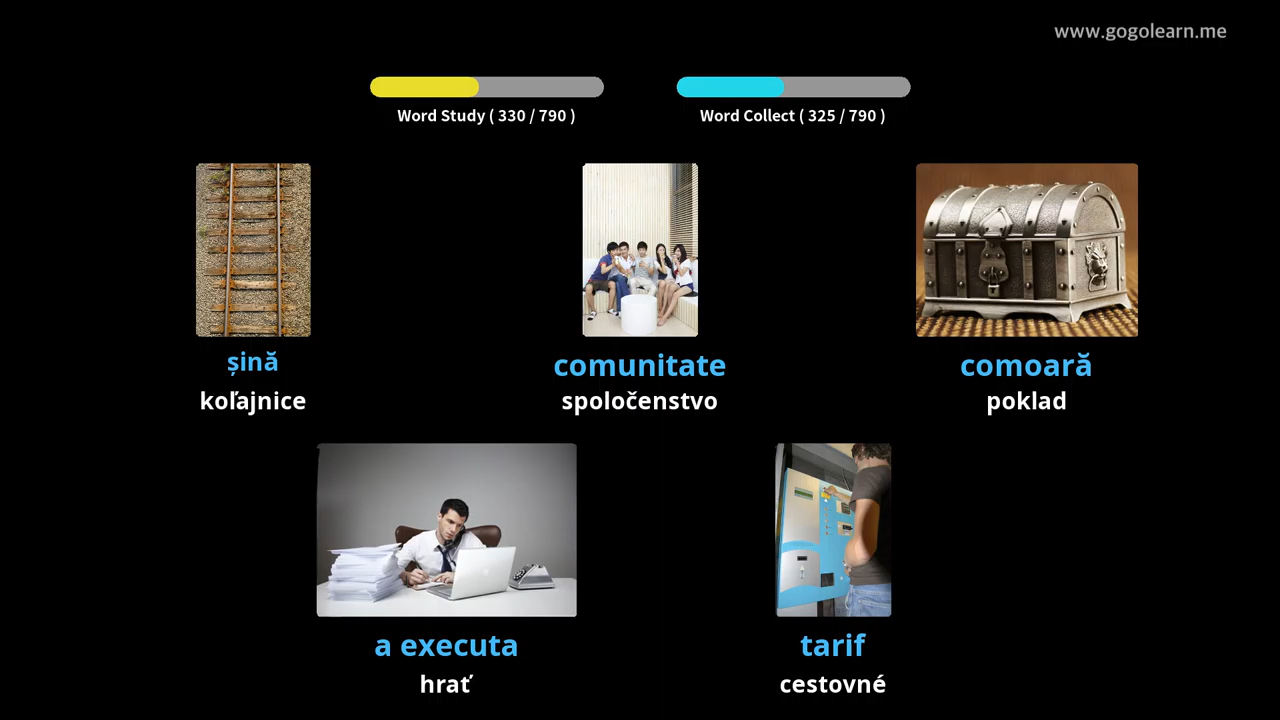 www.gogolearn.me
Word Study ( 330 / 790 )
Word Collect ( 325 / 790 )
șină
koľajnice
comunitate
spoločenstvo
comoară
poklad
a executa
hrať
tarif
cestovné